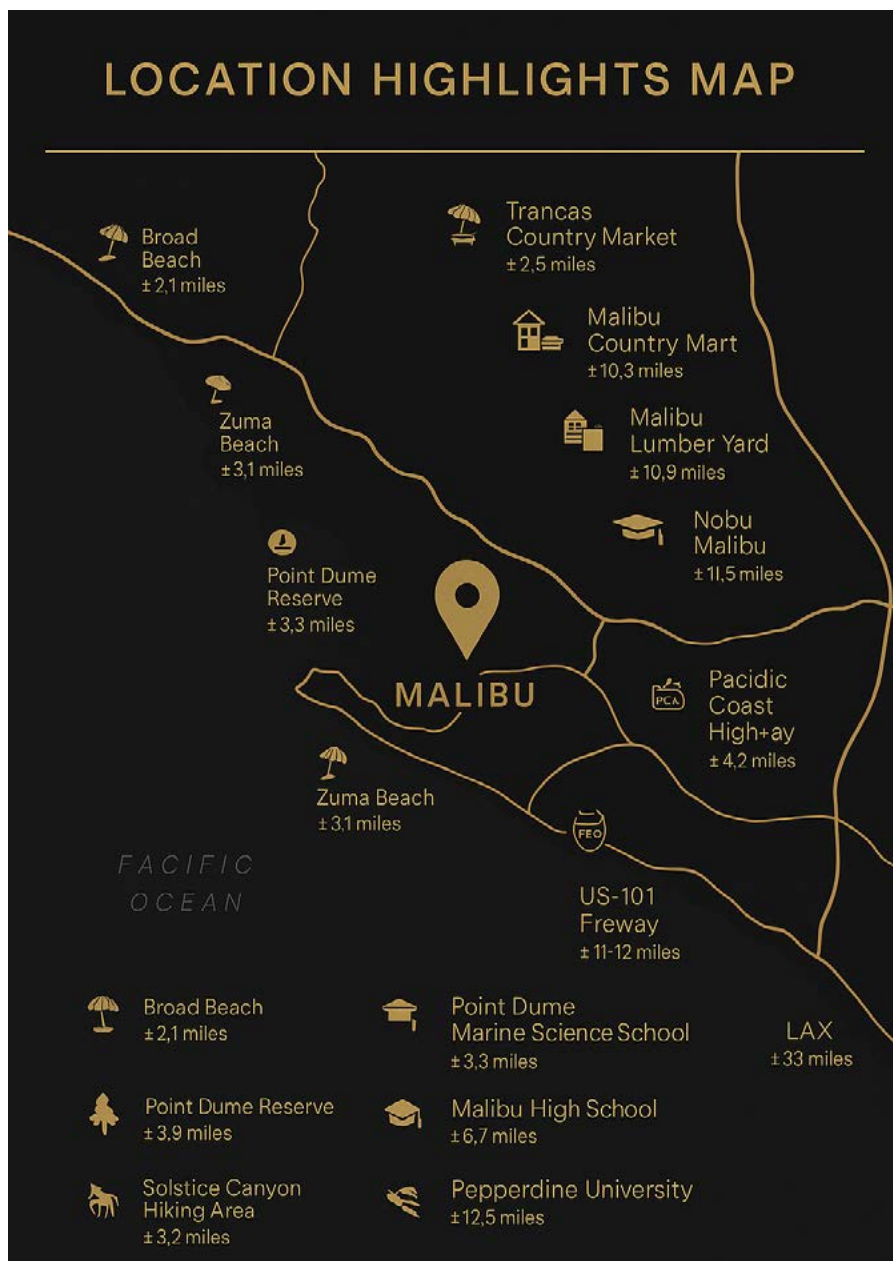 LOCATION HIGHLIGHTS MAP
Broad
Beach
±2,1 miles
Trancas
Country Market
±2,5 miles
Malibu
Country Mart
±10,3 miles
Zuma
Beach
±3,1 miles
Malibu
Lumber Yard
±10,9 miles
Nobu
Malibu
±11,5 miles
Point Dume
Reserve
±3,3 miles
MALIBU
PCA
Pacidic
Coast
High+ay
±4,2 miles
Zuma Beach
±3,1 miles
FEO
FACIFIC
OCEAN
US-101
Freway
±11-12 miles
LAX
±33 miles
Broad Beach
±2,1 miles
Point Dume
Marine Science School
±3,3 miles
Point Dume Reserve
±3,9 miles
Malibu High School
±6,7 miles
Solstice Canyon
Hiking Area
±3,2 miles
Pepperdine University
±12,5 miles